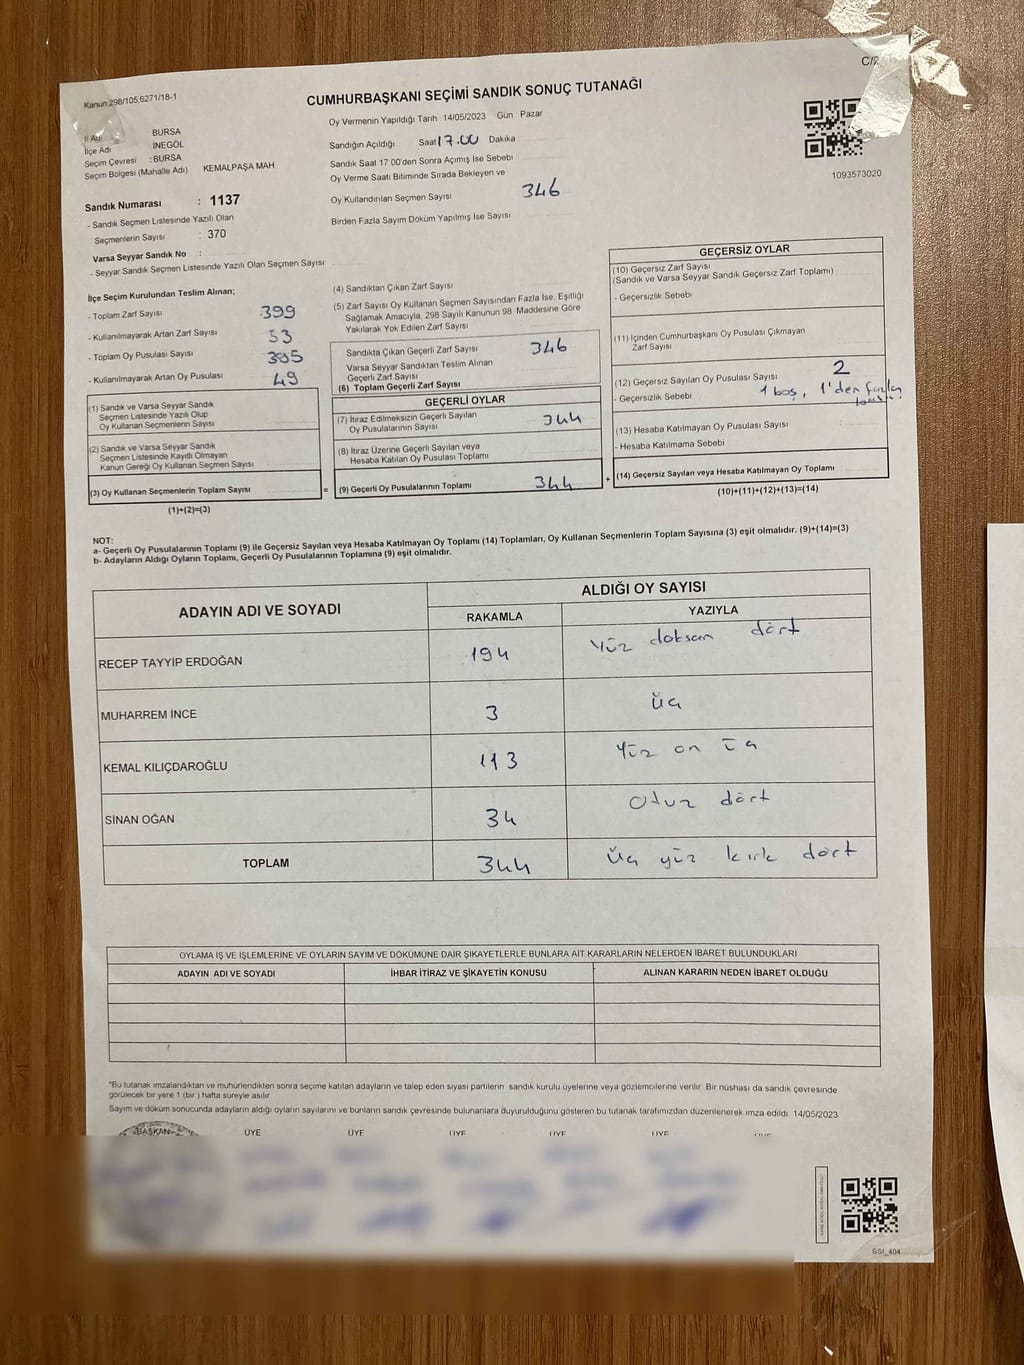 Kanun:298/105;6271/18-1
C/2
CUMHURBAŞKANI SEÇİMİ SANDIK SONUÇ TUTANAĞI
İl Adı BURSA
İlçe Adı İNEGÖL
Seçim Çevresi : BURSA
Seçim Bölgesi (Mahalle Adı) KEMALPAŞA MAH
Sandık Numarası : 1137
- Sandık Seçmen Listesinde Yazılı Olan
Seçmenlerin Sayısı : 370
Varsa Seyyar Sandık No :
- Seyyar Sandık Seçmen Listesinde Yazılı Olan Seçmen Sayısı
Oy Vermenin Yapıldığı Tarih : 14/05/2023 Gün Pazar
Sandığın Açıldığı Saat 17.00 Dakika
Sandık Saat 17:00'den Sonra Açımış İse Sebebi
Oy Verme Saati Bitiminde Sırada Bekleyen ve
Oy Kullandırılan Seçmen Sayısı 346
Birden Fazla Sayım Döküm Yapılmış İse Sayısı
1093573020
İlçe Seçim Kurulundan Teslim Alınan;
- Toplam Zarf Sayısı 399
- Kullanılmayarak Artan Zarf Sayısı 53
- Toplam Oy Pusulası Sayısı
- Kullanılmayarak Artan Oy Pusulası 49
(1) Sandık ve Varsa Seyyar Sandık
Seçmen Listesinde Yazılı Olup
Oy Kullanan Seçmenlerin Sayısı
(2) Sandık ve Varsa Seyyar Sandık
Seçmen Listesinde Kayıtlı Olmayan
Kanun Gereği Oy Kullanan Seçmen Sayısı
(3) Oy Kullanan Seçmenlerin Toplam Sayısı
=
(1)+(2)=(3)
(4) Sandıktan Çıkan Zarf Sayısı
(5) Zarf Sayısı Oy Kullanan Seçmen Sayısından Fazla İse, Eşitliği
Sağlamak Amacıyla, 298 Sayılı Kanunun 98. Maddesine Göre
Yakılarak Yok Edilen Zarf Sayısı
Sandıkta Çıkan Geçerli Zarf Sayısı 346
Varsa Seyyar Sandıktan Teslim Alınan
Geçerli Zarf Sayısı
(6) Toplam Geçerli Zarf Sayısı
GEÇERLİ OYLAR
(7) İtiraz Edilmeksizin Geçerli Sayılan
Oy Pusulalarının Sayısı 344
(8) İtiraz Üzerine Geçerli Sayılan veya
Hesaba Katılan Oy Pusulası Toplamı
(9) Geçerli Oy Pusulalarının Toplamı 344
+
GEÇERSİZ OYLAR
(10) Geçersiz Zarf Sayısı
(Sandık ve Varsa Seyyar Sandık Geçersiz Zarf Toplamı)
- Geçersizlik Sebebi
(11) İçinden Cumhurbaşkanı Oy Pusulası Çıkmayan
Zarf Sayısı
(12) Geçersiz Sayılan Oy Pusulası Sayısı 2
- Geçersizlik Sebebi 1 boş, 1'den fazla
(13) Hesaba Katılmayan Oy Pusulası Sayısı
- Hesaba Katılmama Sebebi
(14) Geçersiz Sayılan veya Hesaba Katılmayan Oy Toplamı
(10)+(11)+(12)+(13)=(14)
NOT:
a- Geçerli Oy Pusulalarının Toplamı (9) ile Geçersiz Sayılan veya Hesaba Katılmayan Oy Toplamı (14) Toplamları, Oy Kullanan Seçmenlerin Toplam Sayısına (3) eşit olmalıdır. (9)+(14)=(3)
b- Adayların Aldığı Oyların Toplamı, Geçerli Oy Pusulalarının Toplamına (9) eşit olmalıdır.
ADAYIN ADI VE SOYADI ALDIĞI OY SAYISI
RAKAMLA YAZIYLA
RECEP TAYYİP ERDOĞAN 194 Yüz doksan dört
MUHARREM İNCE 3 üç
KEMAL KILIÇDAROĞLU 113 Yüz on üç
SİNAN OĞAN 34 Otuz dört
TOPLAM 344 üç yüz kırk dört
OYLAMA İŞ VE İŞLEMLERİNE VE OYLARIN SAYIM VE DÖKÜMÜNE DAİR ŞİKAYETLERLE BUNLARA AİT KARARLARIN NELERDEN İBARET BULUNDUKLARI
ADAYIN ADI VE SOYADI İHBAR İTİRAZ VE ŞİKAYETİN KONUSU ALINAN KARARIN NEDEN İBARET OLDUĞU
"Bu tutanak imzalandıktan ve mühürlendikten sonra seçime katılan adayların ve talep eden siyasi partilerin sandık kurulu üyelerine veya gözlemcilerine verilir. Bir nüshası da sandık çevresinde
görülecek bir yere 1 (bir ) hafta süreyle asılır
Sayım ve döküm sonucunda adayların aldığı oyların sayılarını ve bunların sandık çevresinde bulunanlara duyurulduğunu gösteren bu tutanak tarafımızdan düzenlenerek imza edildi. 14/05/2023
BAŞKAN ÜYE ÜYE ÜYE ÜYE ÜYE ÜYE
SSI_404